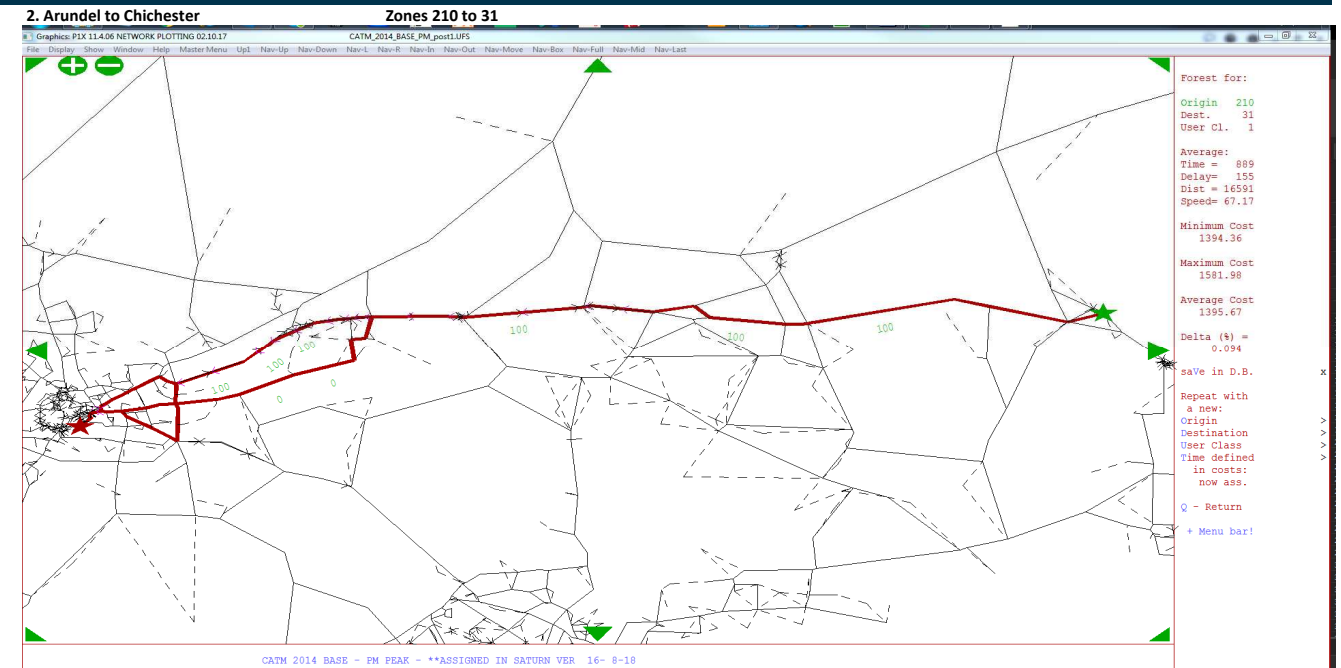 2. Arundel to Chichester Zones 210 to 31
Graphics: P1X 11.4.06 NETWORK PLOTTING 02.10.17 CATM_2014_BASE_PM_post1.UFS
File Display Show Window Help MasterMenu Up1 Nav-Up Nav-Down Nav-L Nav-R Nav-In Nav-Out Nav-Move Nav-Box Nav-Full Nav-Mid Nav-Last
Forest for:
Origin 210
Dest. 31
User Cl. 1
Average:
Time = 889
Delay= 155
Dist = 16591
Speed= 67.17
Minimum Cost
1394.36
Maximum Cost
1581.98
Average Cost
1395.67
Delta (%) =
0.094
saVe in D.B. x
Repeat with
a new:
Origin >
Destination >
User Class >
Time defined >
in costs:
now ass.
Q - Return
+ Menu bar!
100
100
100
100
100
100
0
0
CATM 2014 BASE - PM PEAK - **ASSIGNED IN SATURN VER 16- 8-18